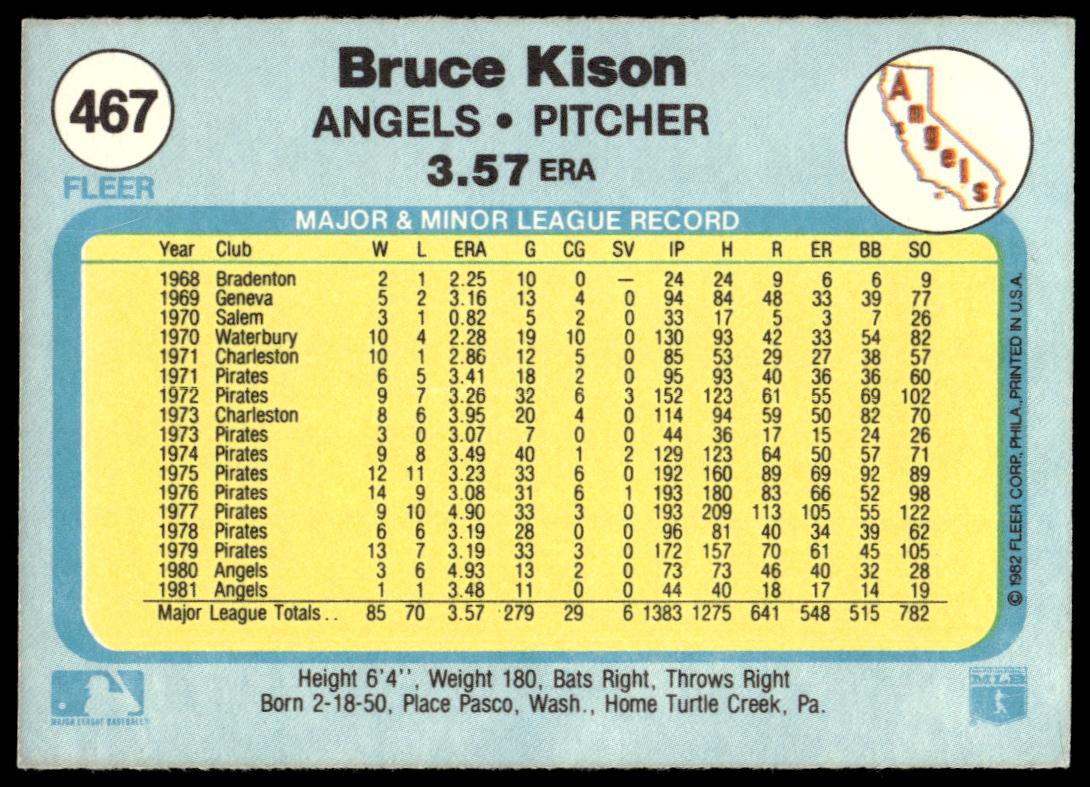 467
FLEER
Bruce Kison
ANGELS • PITCHER
3.57 ERA
Angels
MAJOR & MINOR LEAGUE RECORD
Year Club W L ERA G CG SV IP H R ER BB SO
1968 Bradenton 2 1 2.25 10 0 — 24 24 9 6 6 9
1969 Geneva 5 2 3.16 13 4 0 94 84 48 33 39 77
1970 Salem 3 1 0.82 5 2 0 33 17 5 3 7 26
1970 Waterbury 10 4 2.28 19 10 0 130 93 42 33 54 82
1971 Charleston 10 1 2.86 12 5 0 85 53 29 27 38 57
1971 Pirates 6 5 3.41 18 2 0 95 93 40 36 36 60
1972 Pirates 9 7 3.26 32 6 3 152 123 61 55 69 102
1973 Charleston 8 6 3.95 20 4 0 114 94 59 50 82 70
1973 Pirates 3 0 3.07 7 0 0 44 36 17 15 24 26
1974 Pirates 9 8 3.49 40 1 2 129 123 64 50 57 71
1975 Pirates 12 11 3.23 33 6 0 192 160 89 69 92 89
1976 Pirates 14 9 3.08 31 6 1 193 180 83 66 52 98
1977 Pirates 9 10 4.90 33 3 0 193 209 113 105 55 122
1978 Pirates 6 6 3.19 28 0 0 96 81 40 34 39 62
1979 Pirates 13 7 3.19 33 3 0 172 157 70 61 45 105
1980 Angels 3 6 4.93 13 2 0 73 73 46 40 32 28
1981 Angels 1 1 3.48 11 0 0 44 40 18 17 14 19
Major League Totals . . 85 70 3.57 279 29 6 1383 1275 641 548 515 782
© 1982 FLEER CORP., PHILA., PRINTED IN U.S.A.
Height 6'4'', Weight 180, Bats Right, Throws Right
Born 2-18-50, Place Pasco, Wash., Home Turtle Creek, Pa.
MAJOR LEAGUE BASEBALL
MLB